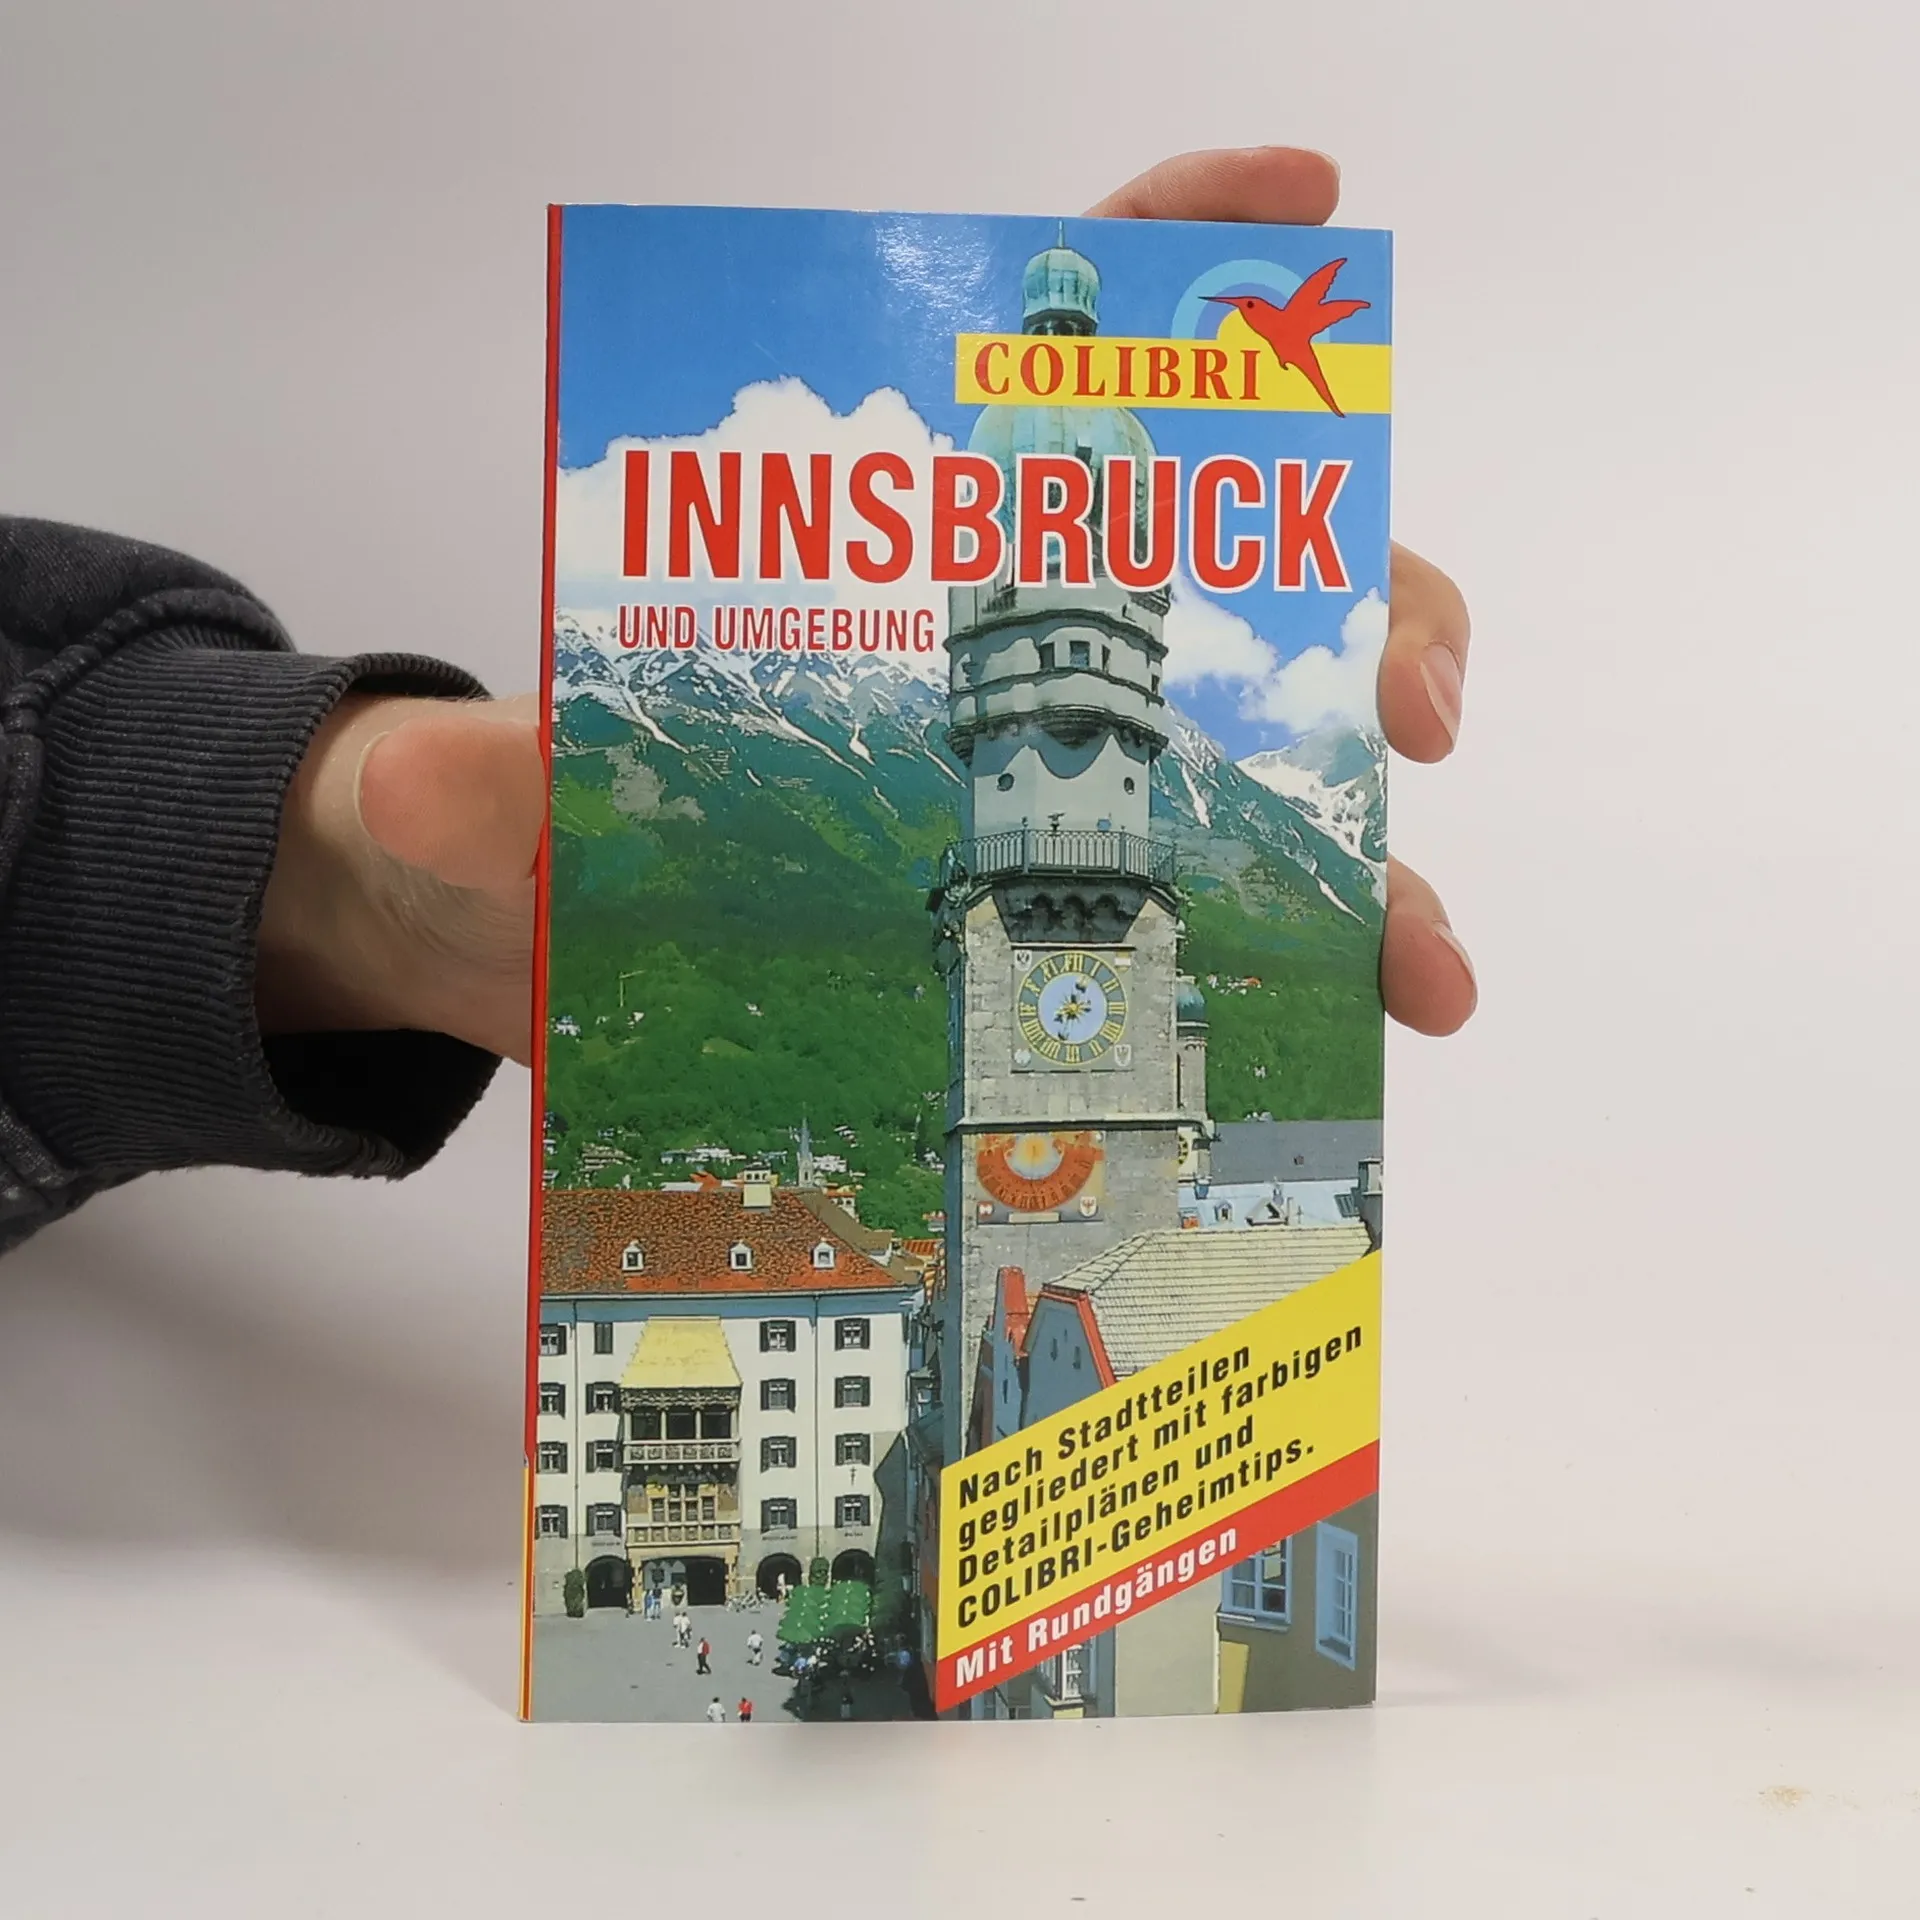 COLIBRI
INNSBRUCK
UND UMGEBUNG
Nach Stadtteilen
gegliedert mit farbigen
Detailplänen und
COLIBRI-Geheimtips.
Mit Rundgängen